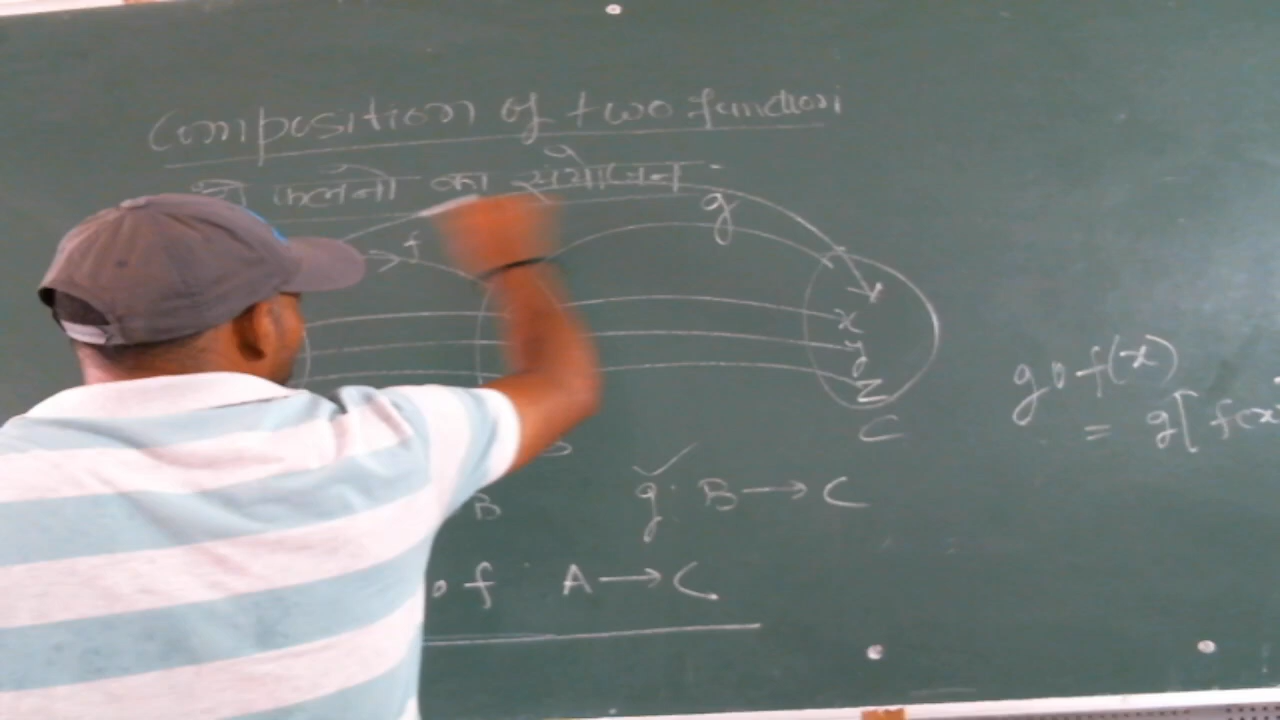 Composition of two function
दो फलनों का संयोजन
f
g
x
y
z
C
gof(x)
= g[f(x
B
g: B → C
of : A → C